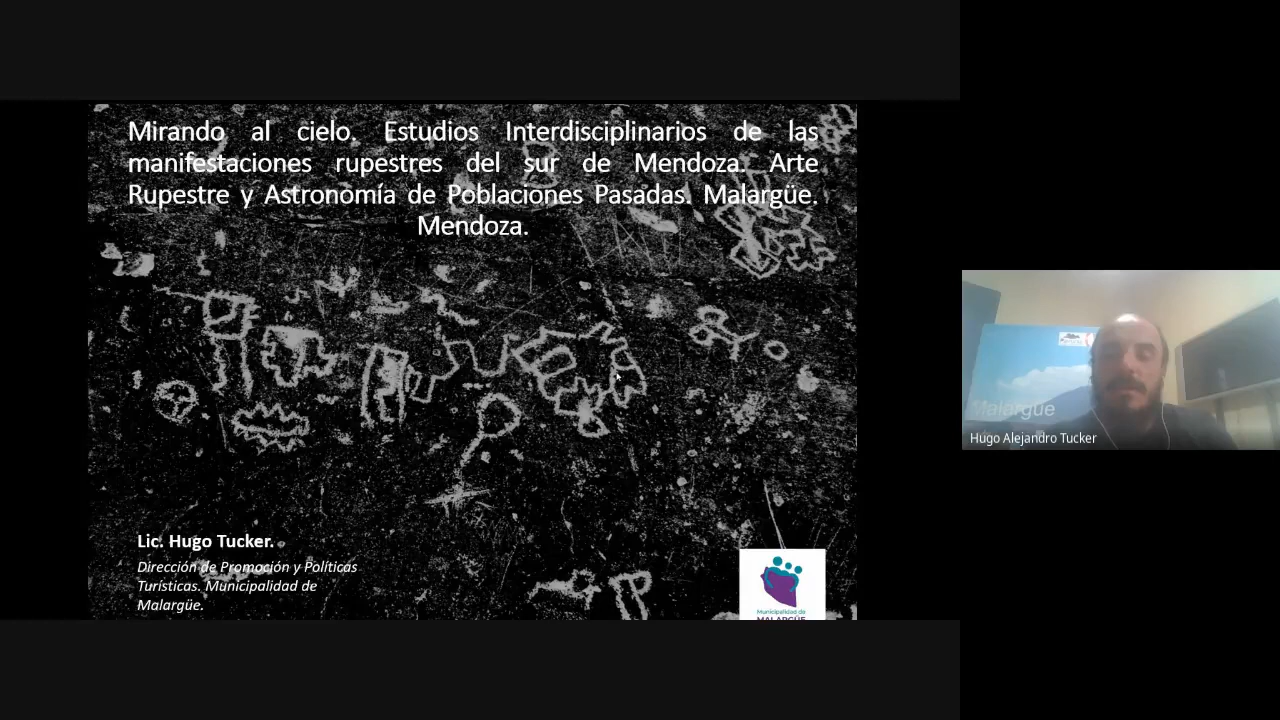 Mirando al cielo. Estudios Interdisciplinarios de las
manifestaciones rupestres del sur de Mendoza. Arte
Rupestre y Astronomía de Poblaciones Pasadas. Malargüe.
Mendoza.
Lic. Hugo Tucker.
Dirección de Promoción y Políticas
Turísticas. Municipalidad de
Malargüe.
Municipalidad de
MALARGÜE
Malargüe
Hugo Alejandro Tucker